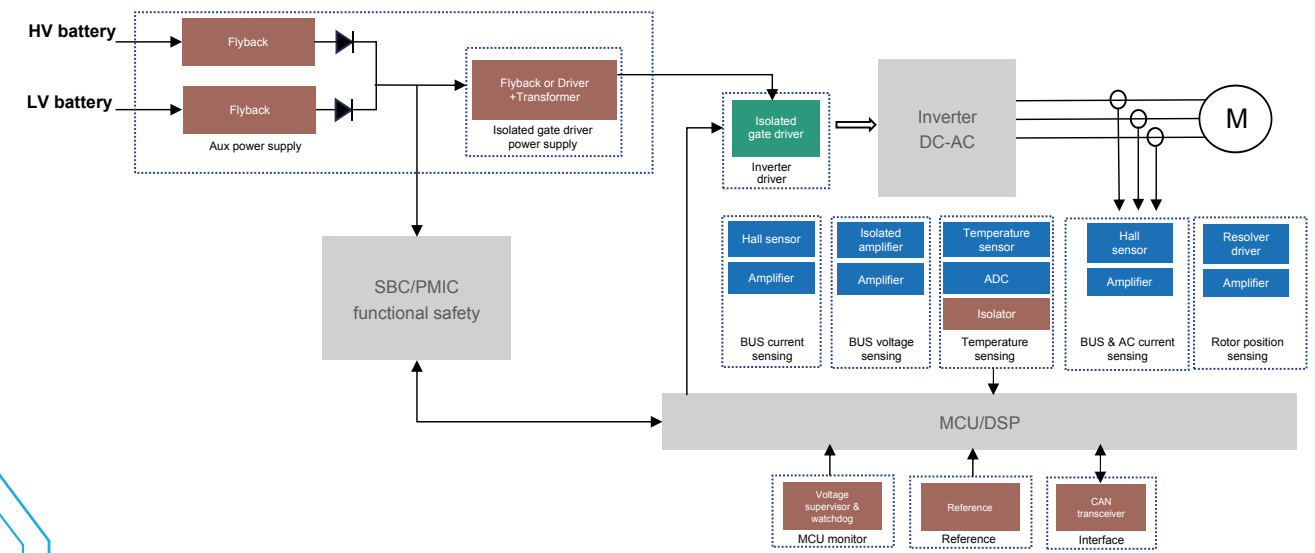 HV battery
Flyback
LV battery
Flyback
Aux power supply
Flyback or Driver
+Transformer
Isolated gate driver
power supply
Isolated
gate driver
Inverter
driver
Inverter
DC-AC
M
SBC/PMIC
functional safety
Hall sensor
Amplifier
BUS current
sensing
Isolated
amplifier
Amplifier
BUS voltage
sensing
Temperature
sensor
ADC
Isolator
Temperature
sensing
Hall
sensor
Amplifier
BUS & AC current
sensing
Resolver
driver
Amplifier
Rotor position
sensing
MCU/DSP
Voltage
supervisor &
watchdog
MCU monitor
Reference
Reference
CAN
transceiver
Interface